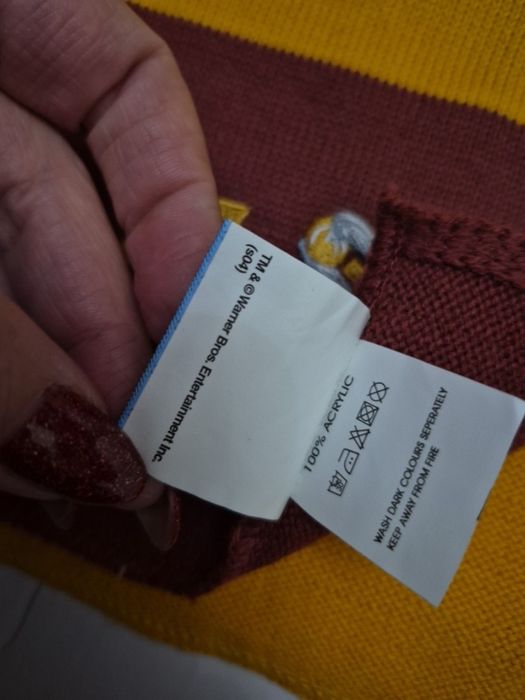 TM & © Warner Bros. Entertainment Inc.
(s04)
100% ACRYLIC
WASH DARK COLOURS SEPERATELY
KEEP AWAY FROM FIRE